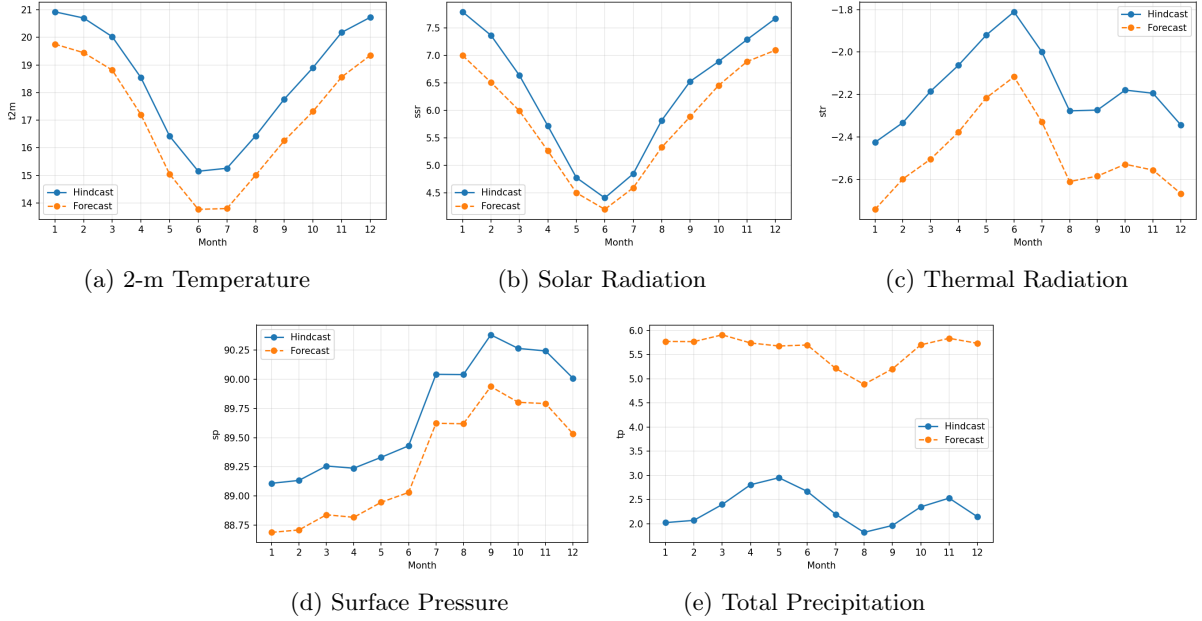 21
20
19
18
17
16
15
14
t2m
Hindcast
Forecast
1 2 3 4 5 6 7 8 9 10 11 12
Month
(a) 2-m Temperature
7.5
7.0
6.5
6.0
5.5
5.0
4.5
ssr
Hindcast
Forecast
1 2 3 4 5 6 7 8 9 10 11 12
Month
(b) Solar Radiation
−1.8
−2.0
−2.2
−2.4
−2.6
str
Hindcast
Forecast
1 2 3 4 5 6 7 8 9 10 11 12
Month
(c) Thermal Radiation
90.25
90.00
89.75
89.50
89.25
89.00
88.75
sp
Hindcast
Forecast
1 2 3 4 5 6 7 8 9 10 11 12
Month
(d) Surface Pressure
6.0
5.5
5.0
4.5
4.0
3.5
3.0
2.5
2.0
tp
Hindcast
Forecast
1 2 3 4 5 6 7 8 9 10 11 12
Month
(e) Total Precipitation